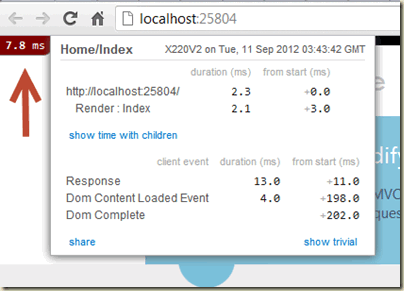 localhost:25804
7.8 ms
Home/Index X220V2 on Tue, 11 Sep 2012 03:43:42 GMT
duration (ms) from start (ms)
http://localhost:25804/ 2.3 +0.0
Render : Index 2.1 +3.0
show time with children
client event duration (ms) from start (ms)
Response 13.0 +11.0
Dom Content Loaded Event 4.0 +198.0
Dom Complete +202.0
share show trivial
MVC